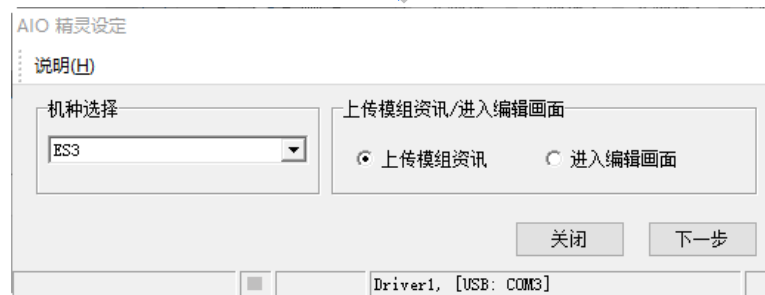 AIO 精灵设定
说明(H)
机种选择
ES3
上传模组资讯/进入编辑画面
上传模组资讯 进入编辑画面
关闭 下一步
Driver1, [USB: COM3]